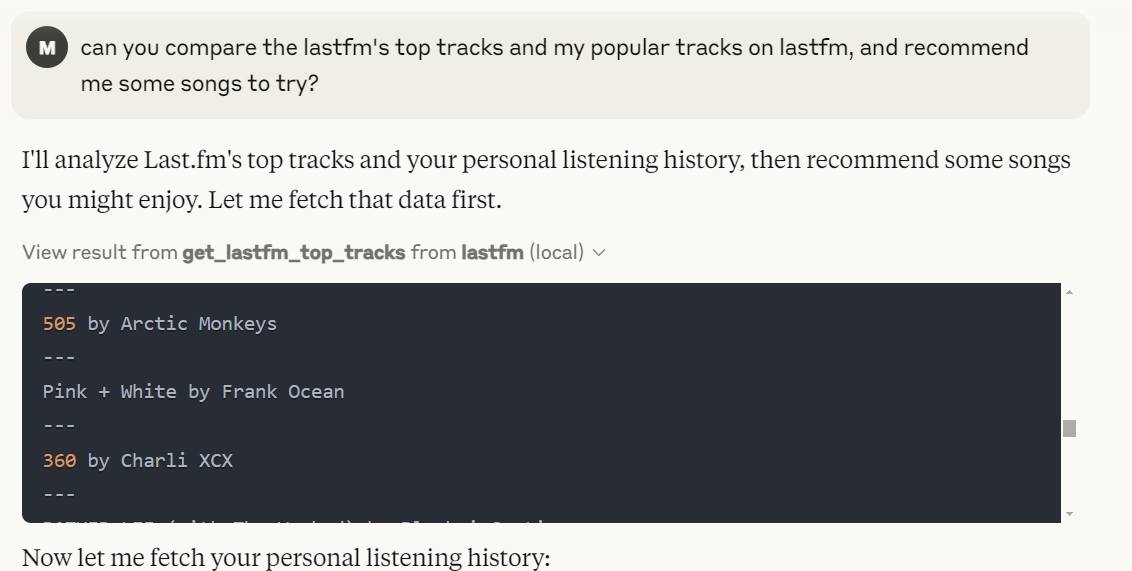 M
can you compare the lastfm's top tracks and my popular tracks on lastfm, and recommend
me some songs to try?
I'll analyze Last.fm's top tracks and your personal listening history, then recommend some songs
you might enjoy. Let me fetch that data first.
View result from get_lastfm_top_tracks from lastfm (local)
---
505 by Arctic Monkeys
---
Pink + White by Frank Ocean
---
360 by Charli XCX
---
Now let me fetch your personal listening history: